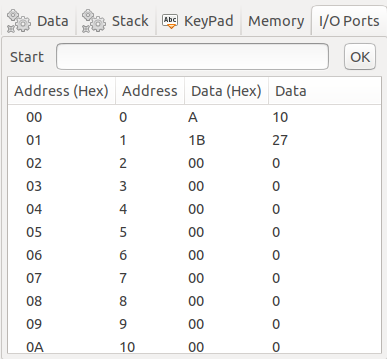 Data Stack Abc KeyPad Memory I/O Ports
Start OK
Address (Hex) Address Data (Hex) Data
00 0 A 10
01 1 1B 27
02 2 00 0
03 3 00 0
04 4 00 0
05 5 00 0
06 6 00 0
07 7 00 0
08 8 00 0
09 9 00 0
0A 10 00 0